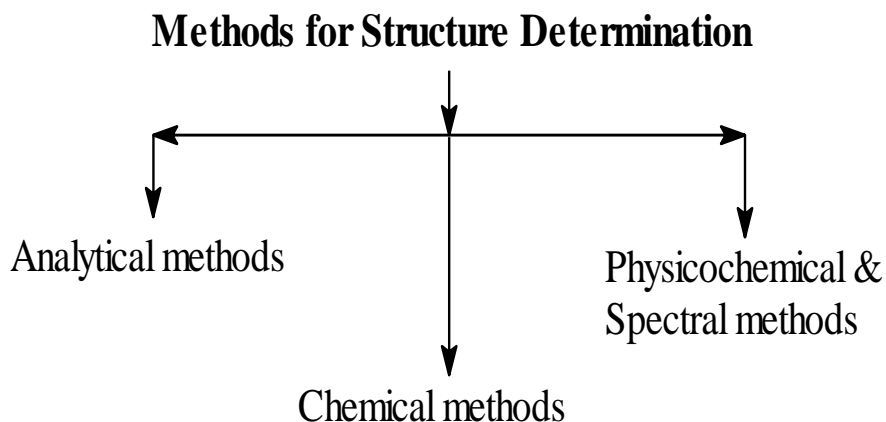 Methods for Structure Determination
Analytical methods
Physicochemical &
Spectral methods
Chemical methods